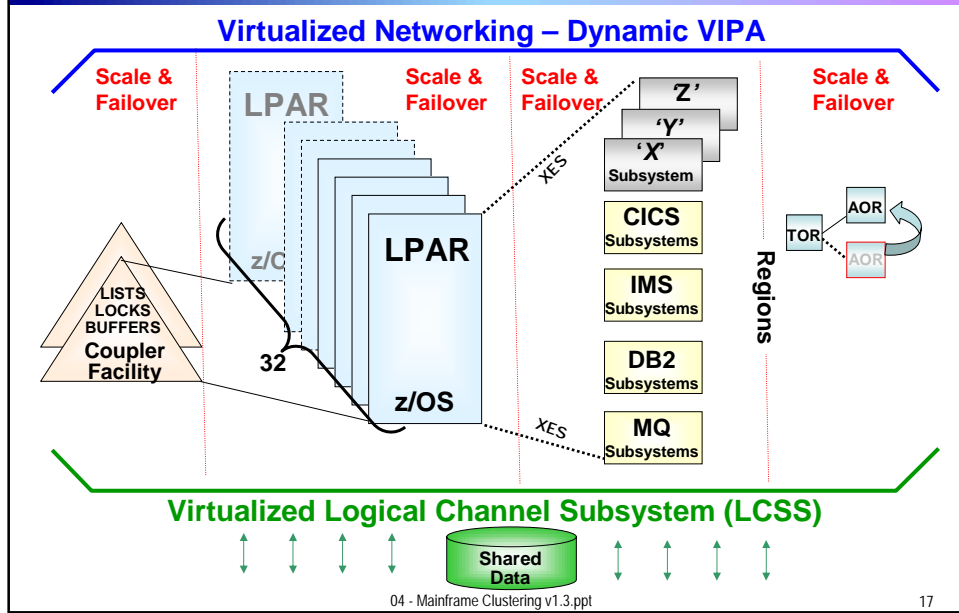 Virtualized Networking – Dynamic VIPA
Scale &
Failover
Scale &
Failover
Scale &
Failover
Scale &
Failover
LPAR
z/O
32
LPAR
z/OS
LISTS
LOCKS
BUFFERS
Coupler
Facility
XES
XES
‘Z’
‘Y’
‘X’
Subsystem
CICS
Subsystems
IMS
Subsystems
DB2
Subsystems
MQ
Subsystems
Regions
TOR
AOR
AOR
Virtualized Logical Channel Subsystem (LCSS)
Shared
Data
04 - Mainframe Clustering v1.3.ppt
17